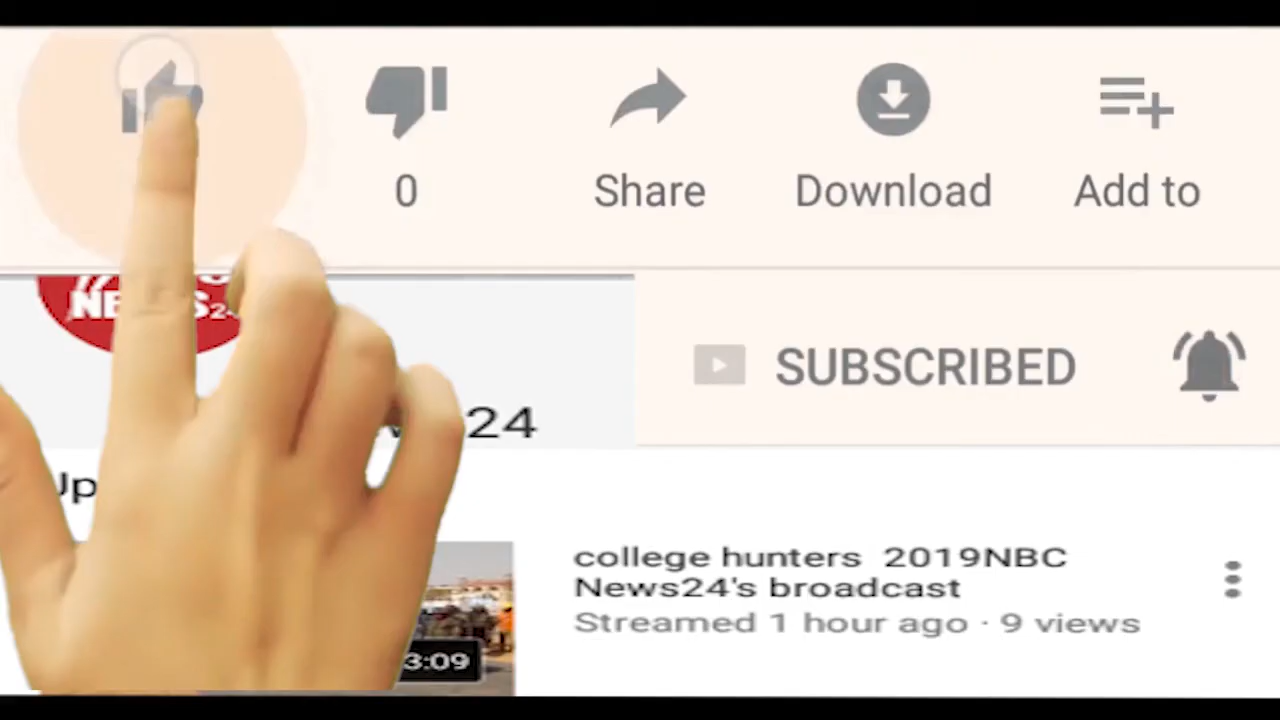 0
Share
Download
Add to
SUBSCRIBED
24
college hunters 2019NBC
News24's broadcast
Streamed 1 hour ago · 9 views
3:09